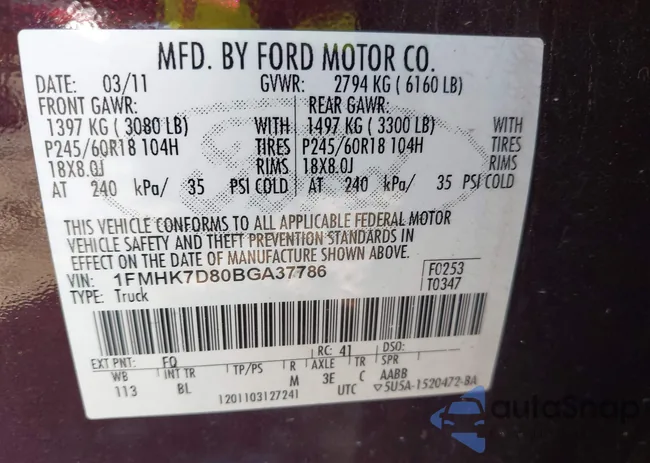 MFD. BY FORD MOTOR CO.
DATE: 03/11 GVWR: 2794 KG ( 6160 LB)
FRONT GAWR: REAR GAWR:
1397 KG ( 3080 LB) WITH 1497 KG ( 3300 LB) WITH
P245/60R18 104H TIRES P245/60R18 104H TIRES
18X8.0J RIMS 18X8.0J RIMS
AT 240 kPa/ 35 PSI COLD AT 240 kPa/ 35 PSI COLD
THIS VEHICLE CONFORMS TO ALL APPLICABLE FEDERAL MOTOR
VEHICLE SAFETY AND THEFT PREVENTION STANDARDS IN
EFFECT ON THE DATE OF MANUFACTURE SHOWN ABOVE.
VIN: 1FMHK7D80BGA37786 F0253
TYPE: Truck T0347
EXT PNT: FQ RC: 41 DSO:
WB INT TR TP/PS R AXLE TR SPR
113 BL M 3E C AABB
1201103127241 UTC ▽5U5A-1520472-BA
autoSnap